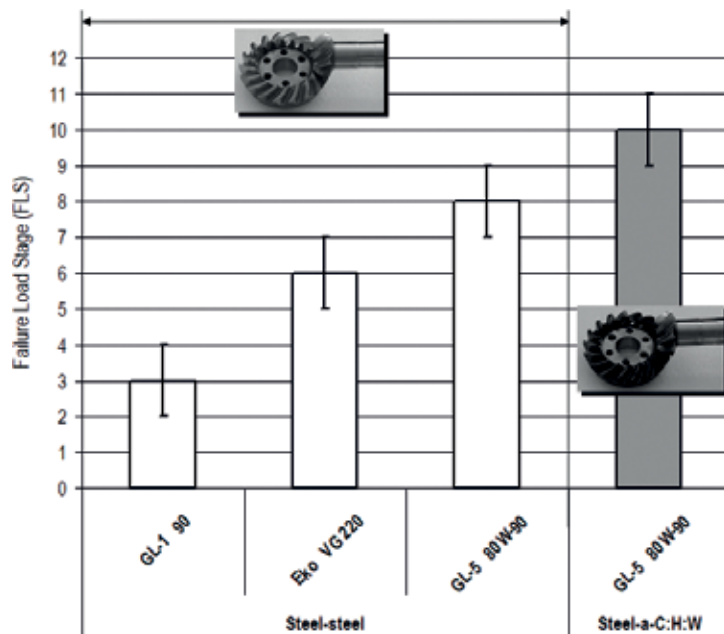 Failure Load Stage (FLS)
12
11
10
9
8
7
6
5
4
3
2
1
0
GL-1 90
Eko VG 220
GL-5 80W-90
GL-5 80W-90
Steel-steel
Steel-a-C:H:W